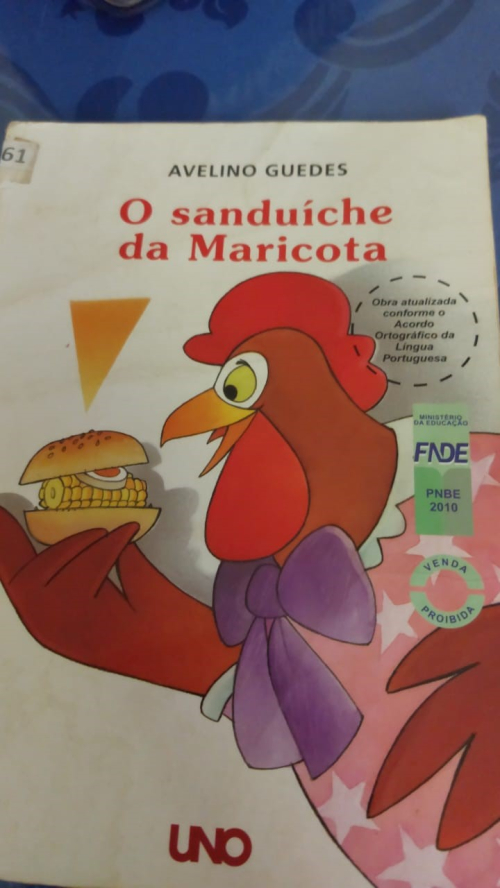 61
AVELINO GUEDES
O sanduíche
da Maricota
Obra atualizada
conforme o
Acordo
Ortográfico da
Língua
Portuguesa
MINISTÉRIO
DA EDUCAÇÃO
FNDE
PNBE
2010
VENDA
PROIBIDA
UNO